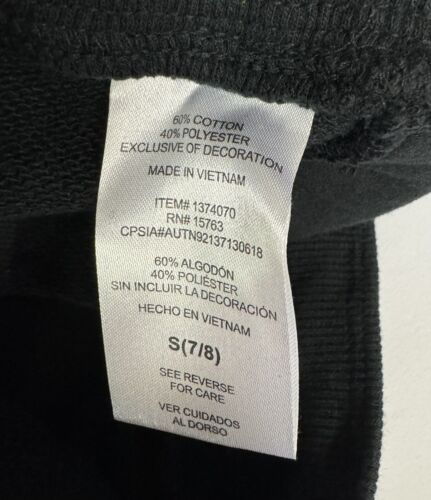 60% COTTON
40% POLYESTER
EXCLUSIVE OF DECORATION
MADE IN VIETNAM
ITEM# 1374070
RN# 15763
CPSIA#AUTN92137130618
60% ALGODÓN
40% POLIÉSTER
SIN INCLUIR LA DECORACIÓN
HECHO EN VIETNAM
S(7/8)
SEE REVERSE
FOR CARE
VER CUIDADOS
AL DORSO